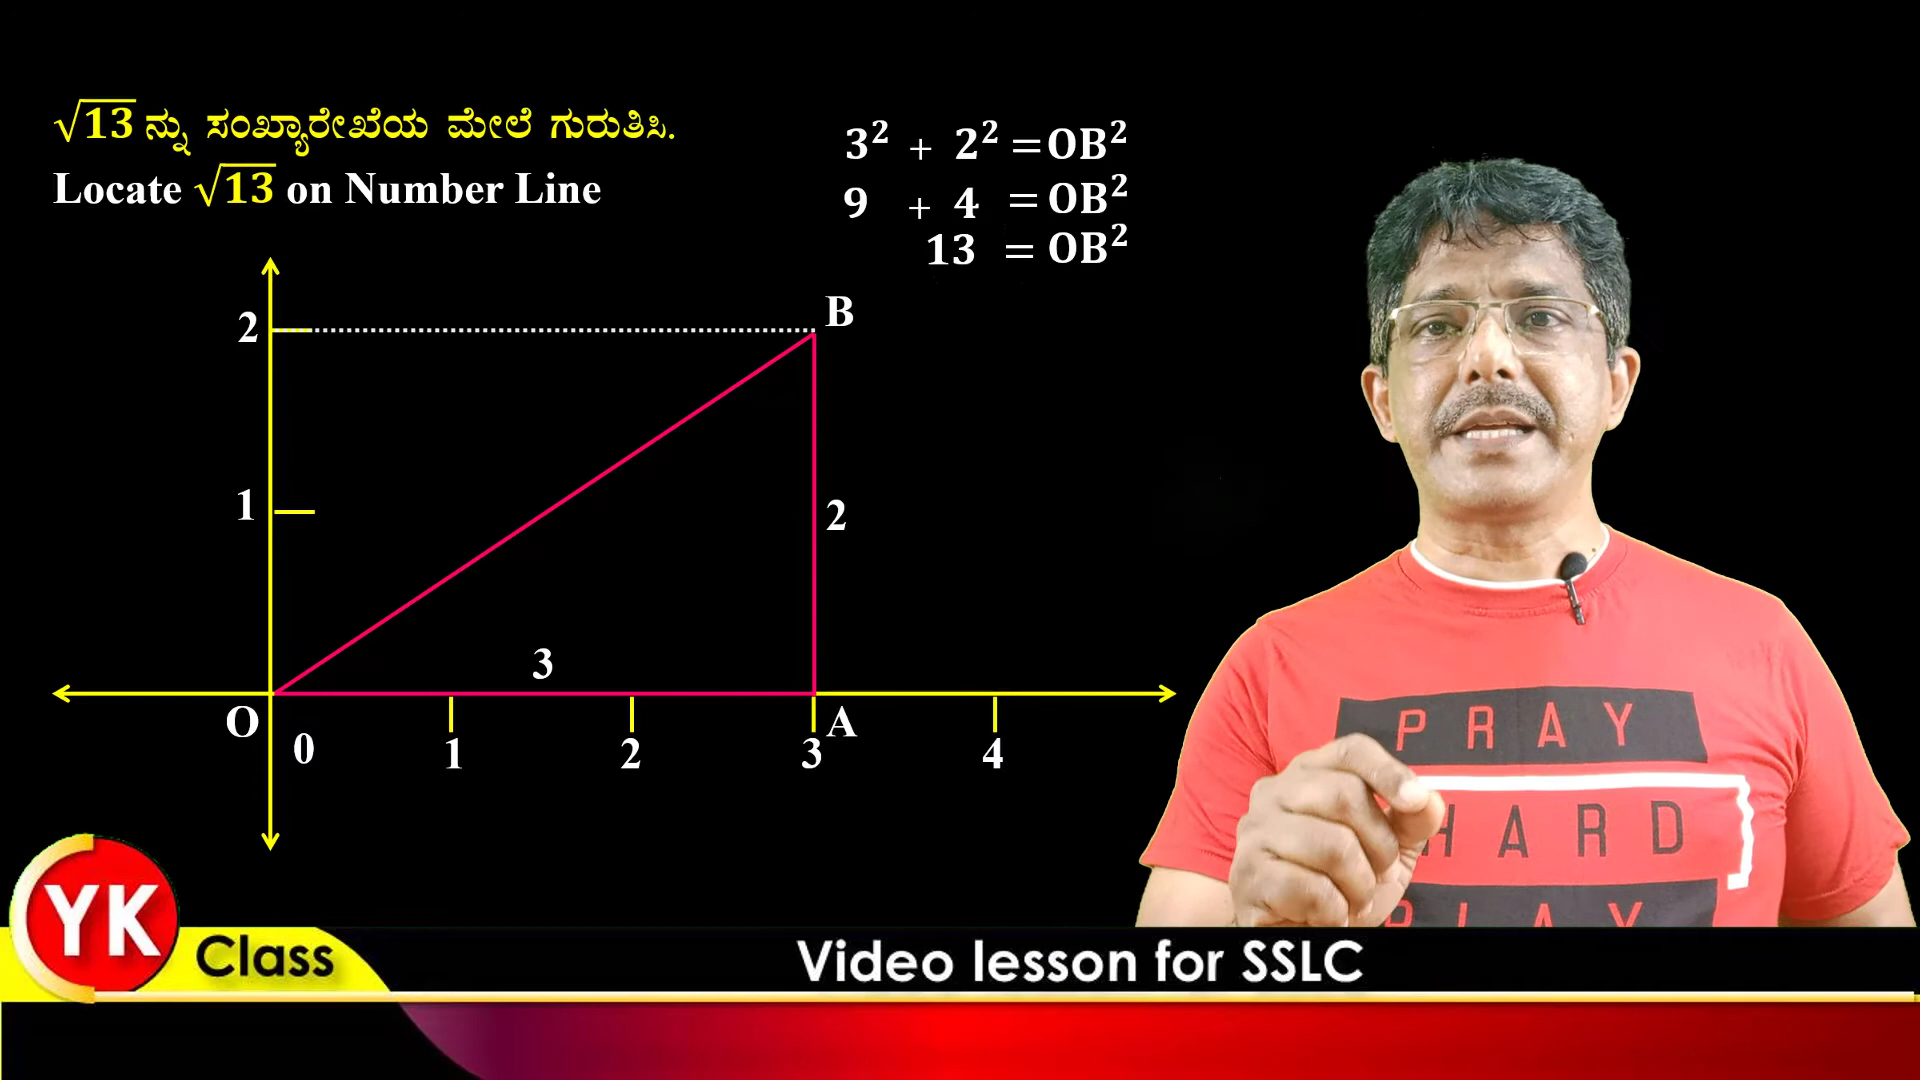 √13 ನ್ನು ಸಂಖ್ಯಾರೇಖೆಯ ಮೇಲೆ ಗುರುತಿಸಿ.
Locate √13 on Number Line
3² + 2² = OB²
9 + 4 = OB²
13 = OB²
B
2
1
2
3
O
A
0
1
2
3
4
PRAY
HARD
PLAY
YK
Class
Video lesson for SSLC